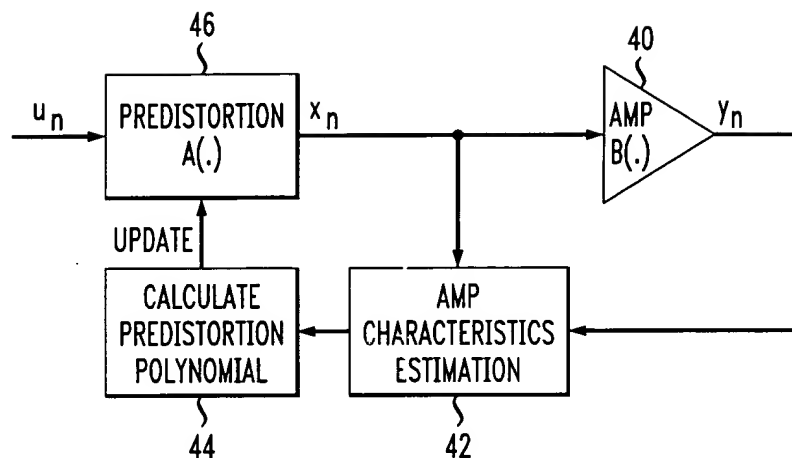 46
40
u_n
PREDISTORTION
A(.)
x_n
AMP
B(.)
y_n
UPDATE
CALCULATE
PREDISTORTION
POLYNOMIAL
AMP
CHARACTERISTICS
ESTIMATION
44
42